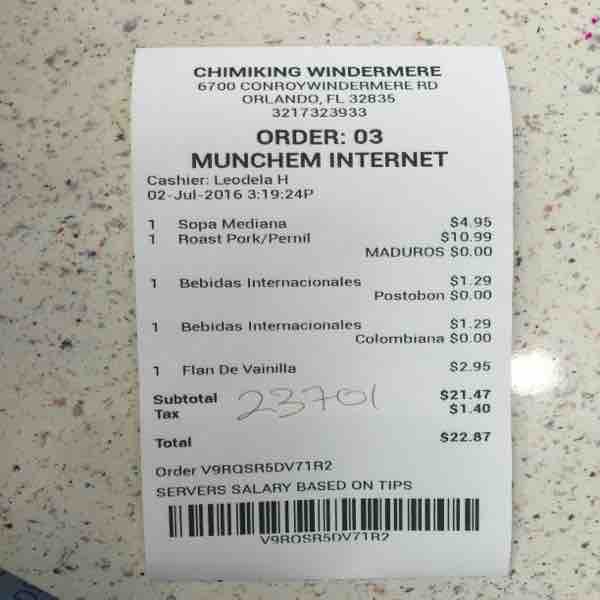 CHIMIKING WINDERMERE
6700 CONROYWINDERMERE RD
ORLANDO, FL 32835
3217323933
ORDER: 03
MUNCHEM INTERNET
Cashier: Leodela H
02-Jul-2016 3:19:24P
1 Sopa Mediana $4.95
1 Roast Pork/Pernil $10.99
MADUROS $0.00
1 Bebidas Internacionales $1.29
Postobon $0.00
1 Bebidas Internacionales $1.29
Colombiana $0.00
1 Flan De Vainilla $2.95
Subtotal $21.47
23701
Tax $1.40
Total $22.87
Order V9RQSR5DV71R2
SERVERS SALARY BASED ON TIPS
V9RQSR5DV71R2